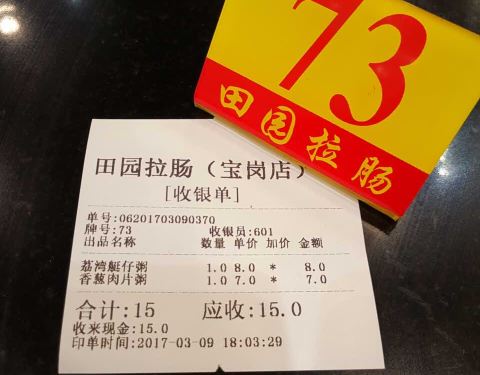 73
田园拉肠
田园拉肠（宝岗店）
[收银单]
单号:06201703090370
牌号:73 收银员:601
出品名称 数量 单价 加价 金额
荔湾艇仔粥 1.0 8.0 * 8.0
香葱肉片粥 1.0 7.0 * 7.0
合计:15 应收:15.0
收来现金:15.0
印单时间:2017-03-09 18:03:29